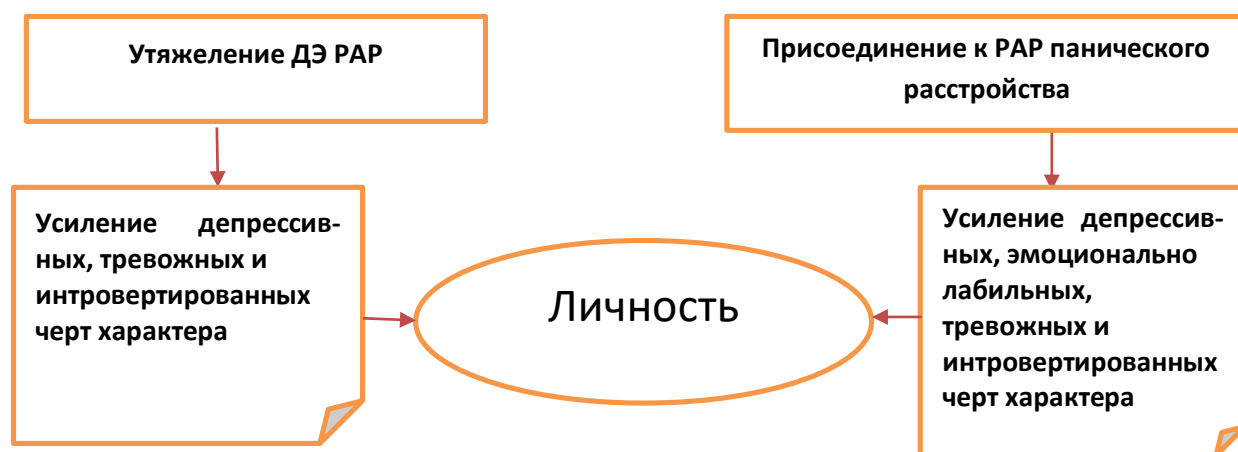 Утяжеление ДЭ РАР
Присоединение к РАР панического
расстройства
Усиление депрессив-
ных, тревожных и
интровертированных
черт характера
Личность
Усиление депрессив-
ных, эмоционально
лабильных,
тревожных и
интровертированных
черт характера